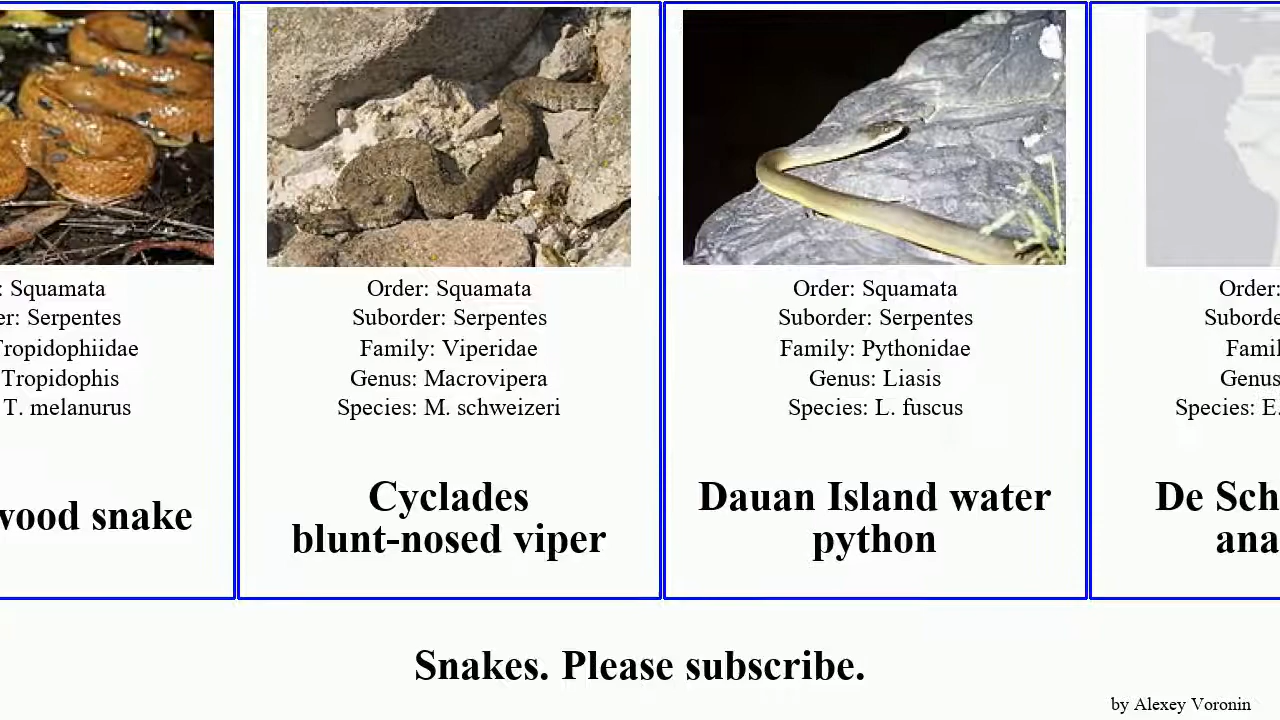 : Squamata
er: Serpentes
Tropidophiidae
Tropidophis
T. melanurus
wood snake
Order: Squamata
Suborder: Serpentes
Family: Viperidae
Genus: Macrovipera
Species: M. schweizeri
Cyclades
blunt-nosed viper
Order: Squamata
Suborder: Serpentes
Family: Pythonidae
Genus: Liasis
Species: L. fuscus
Dauan Island water
python
Order:
Suborde
Famil
Genus
Species: E.
De Sch
ana
Snakes. Please subscribe.
by Alexey Voronin